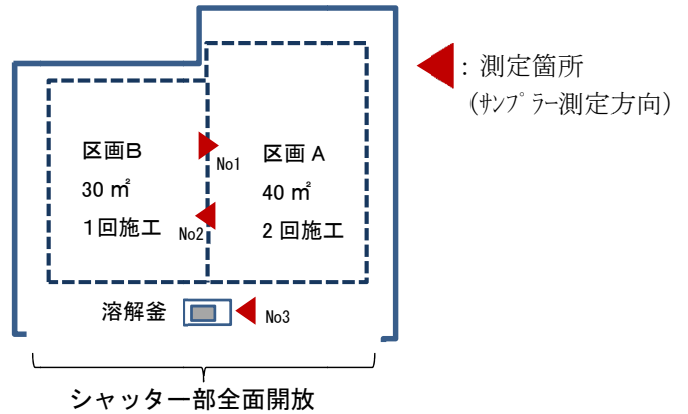 : 測定箇所
(ｻﾝﾌﾟﾗｰ測定方向)
区画B
30 ㎡
1回施工
区画 A
40 ㎡
2 回施工
No1
No2
溶解釜
No3
シャッター部全面開放